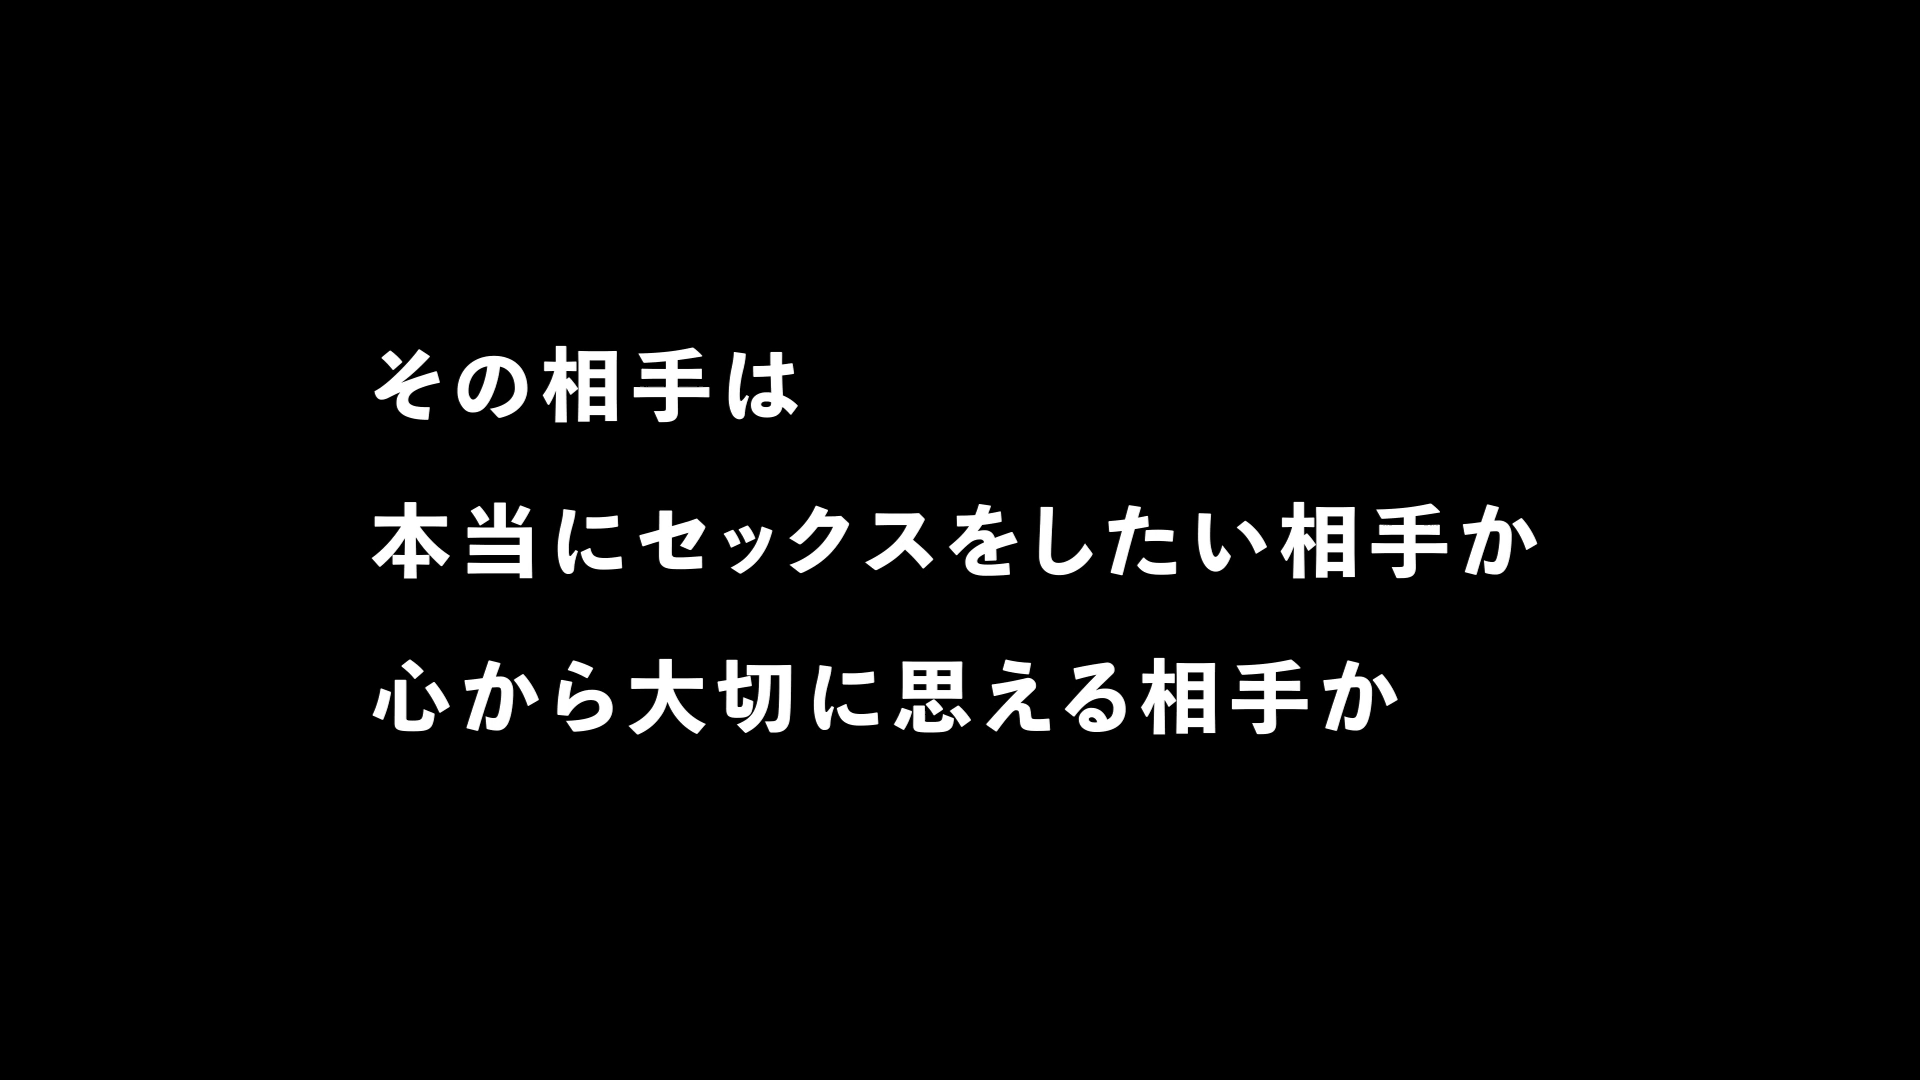 その相手は
本当にセックスをしたい相手か
心から大切に思える相手か